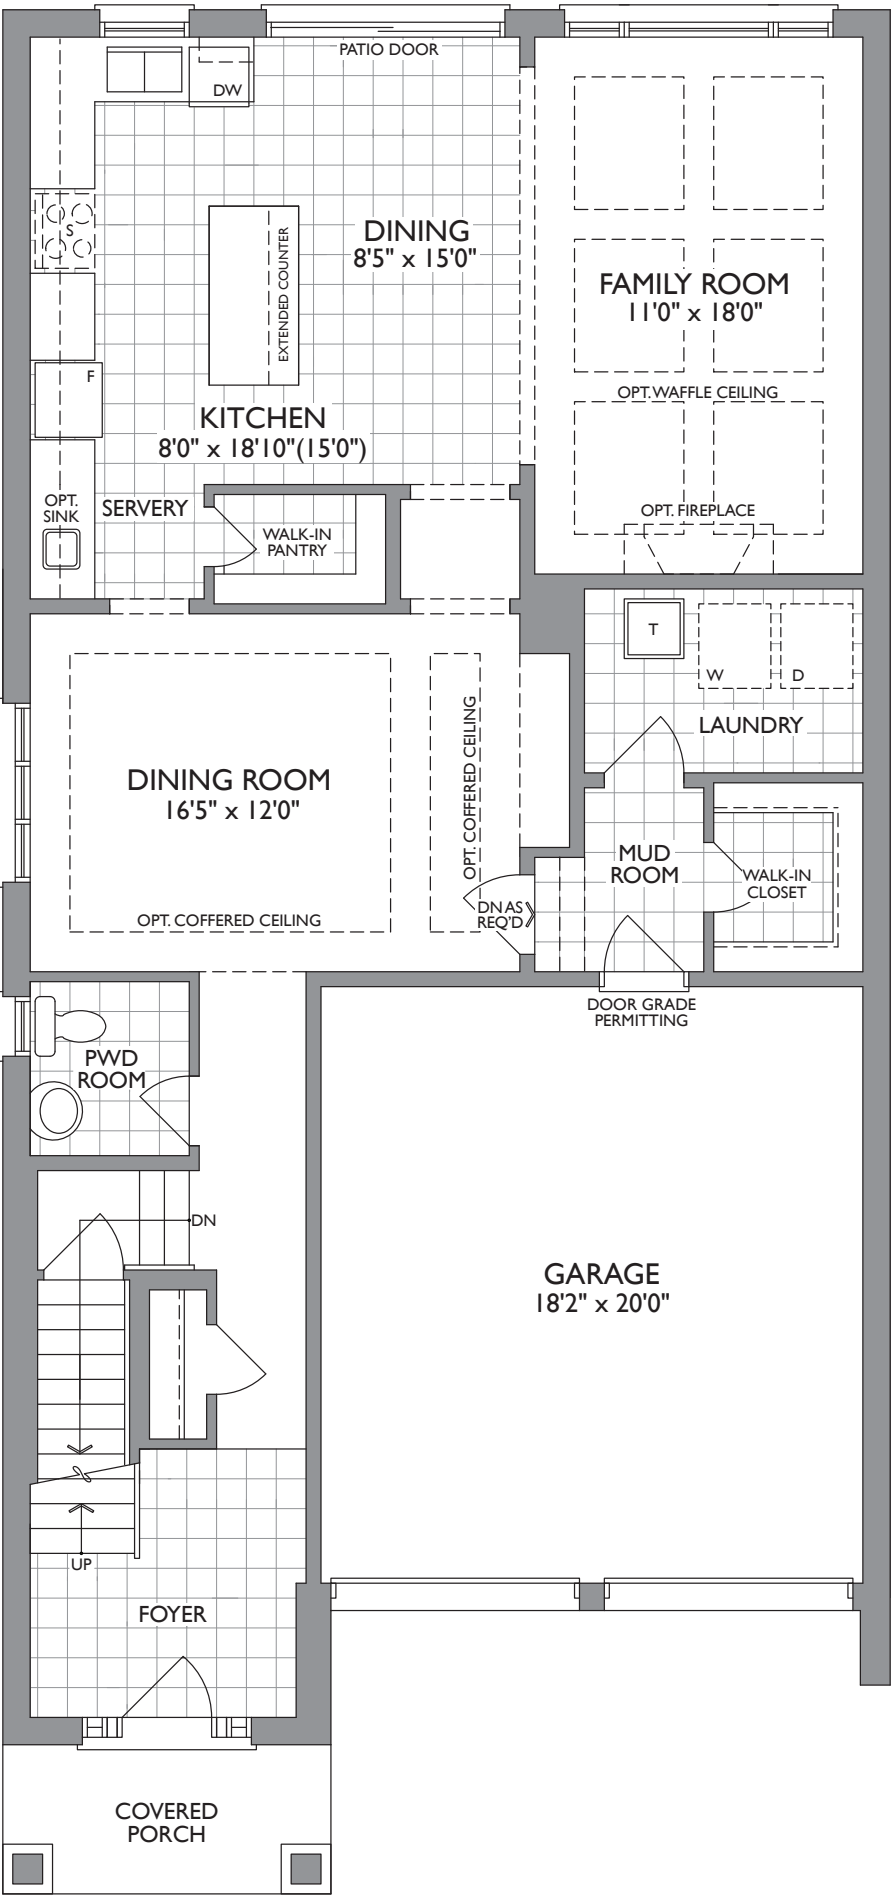 PATIO DOOR
DW
S
EXTENDED COUNTER
DINING
8'5" x 15'0"
FAMILY ROOM
11'0" x 18'0"
F
OPT. WAFFLE CEILING
KITCHEN
8'0" x 18'10"(15'0")
OPT.
SINK
SERVERY
WALK-IN
PANTRY
OPT. FIREPLACE
T
W
D
LAUNDRY
DINING ROOM
16'5" x 12'0"
OPT. COFFERED CEILING
OPT. COFFERED CEILING
MUD
ROOM
WALK-IN
CLOSET
DN AS
REQ'D
DOOR GRADE
PERMITTING
PWD
ROOM
DN
GARAGE
18'2" x 20'0"
UP
FOYER
COVERED
PORCH